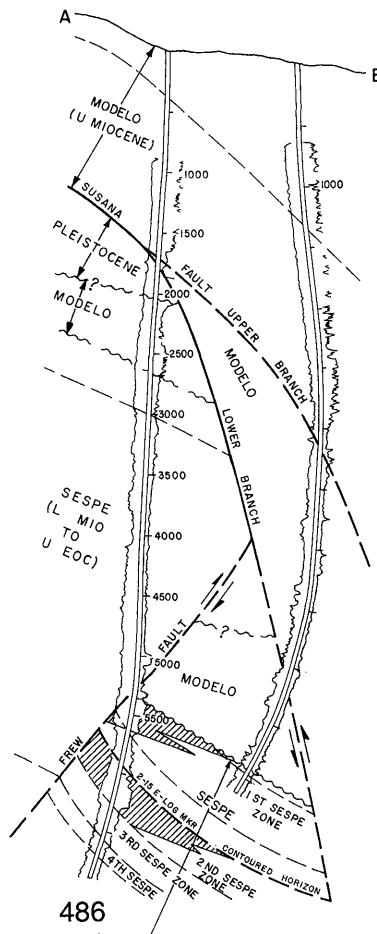 A
B
MODELO
(U MIOCENE)
1000
1000
SUSANA
FAULT
UPPER
BRANCH
PLEISTOCENE
1500
?
2000
MODELO
MODELO
2500
3000
LOWER
BRANCH
3500
SESPE
(L MIO
TO
U EOC)
4000
4500
FAULT
?
5000
MODELO
5500
FREW
SESPE
1ST SESPE
ZONE
2-15 E-LOG MKR
CONTOURED HORIZON
2ND SESPE
ZONE
3RD SESPE ZONE
4TH SESPE
486